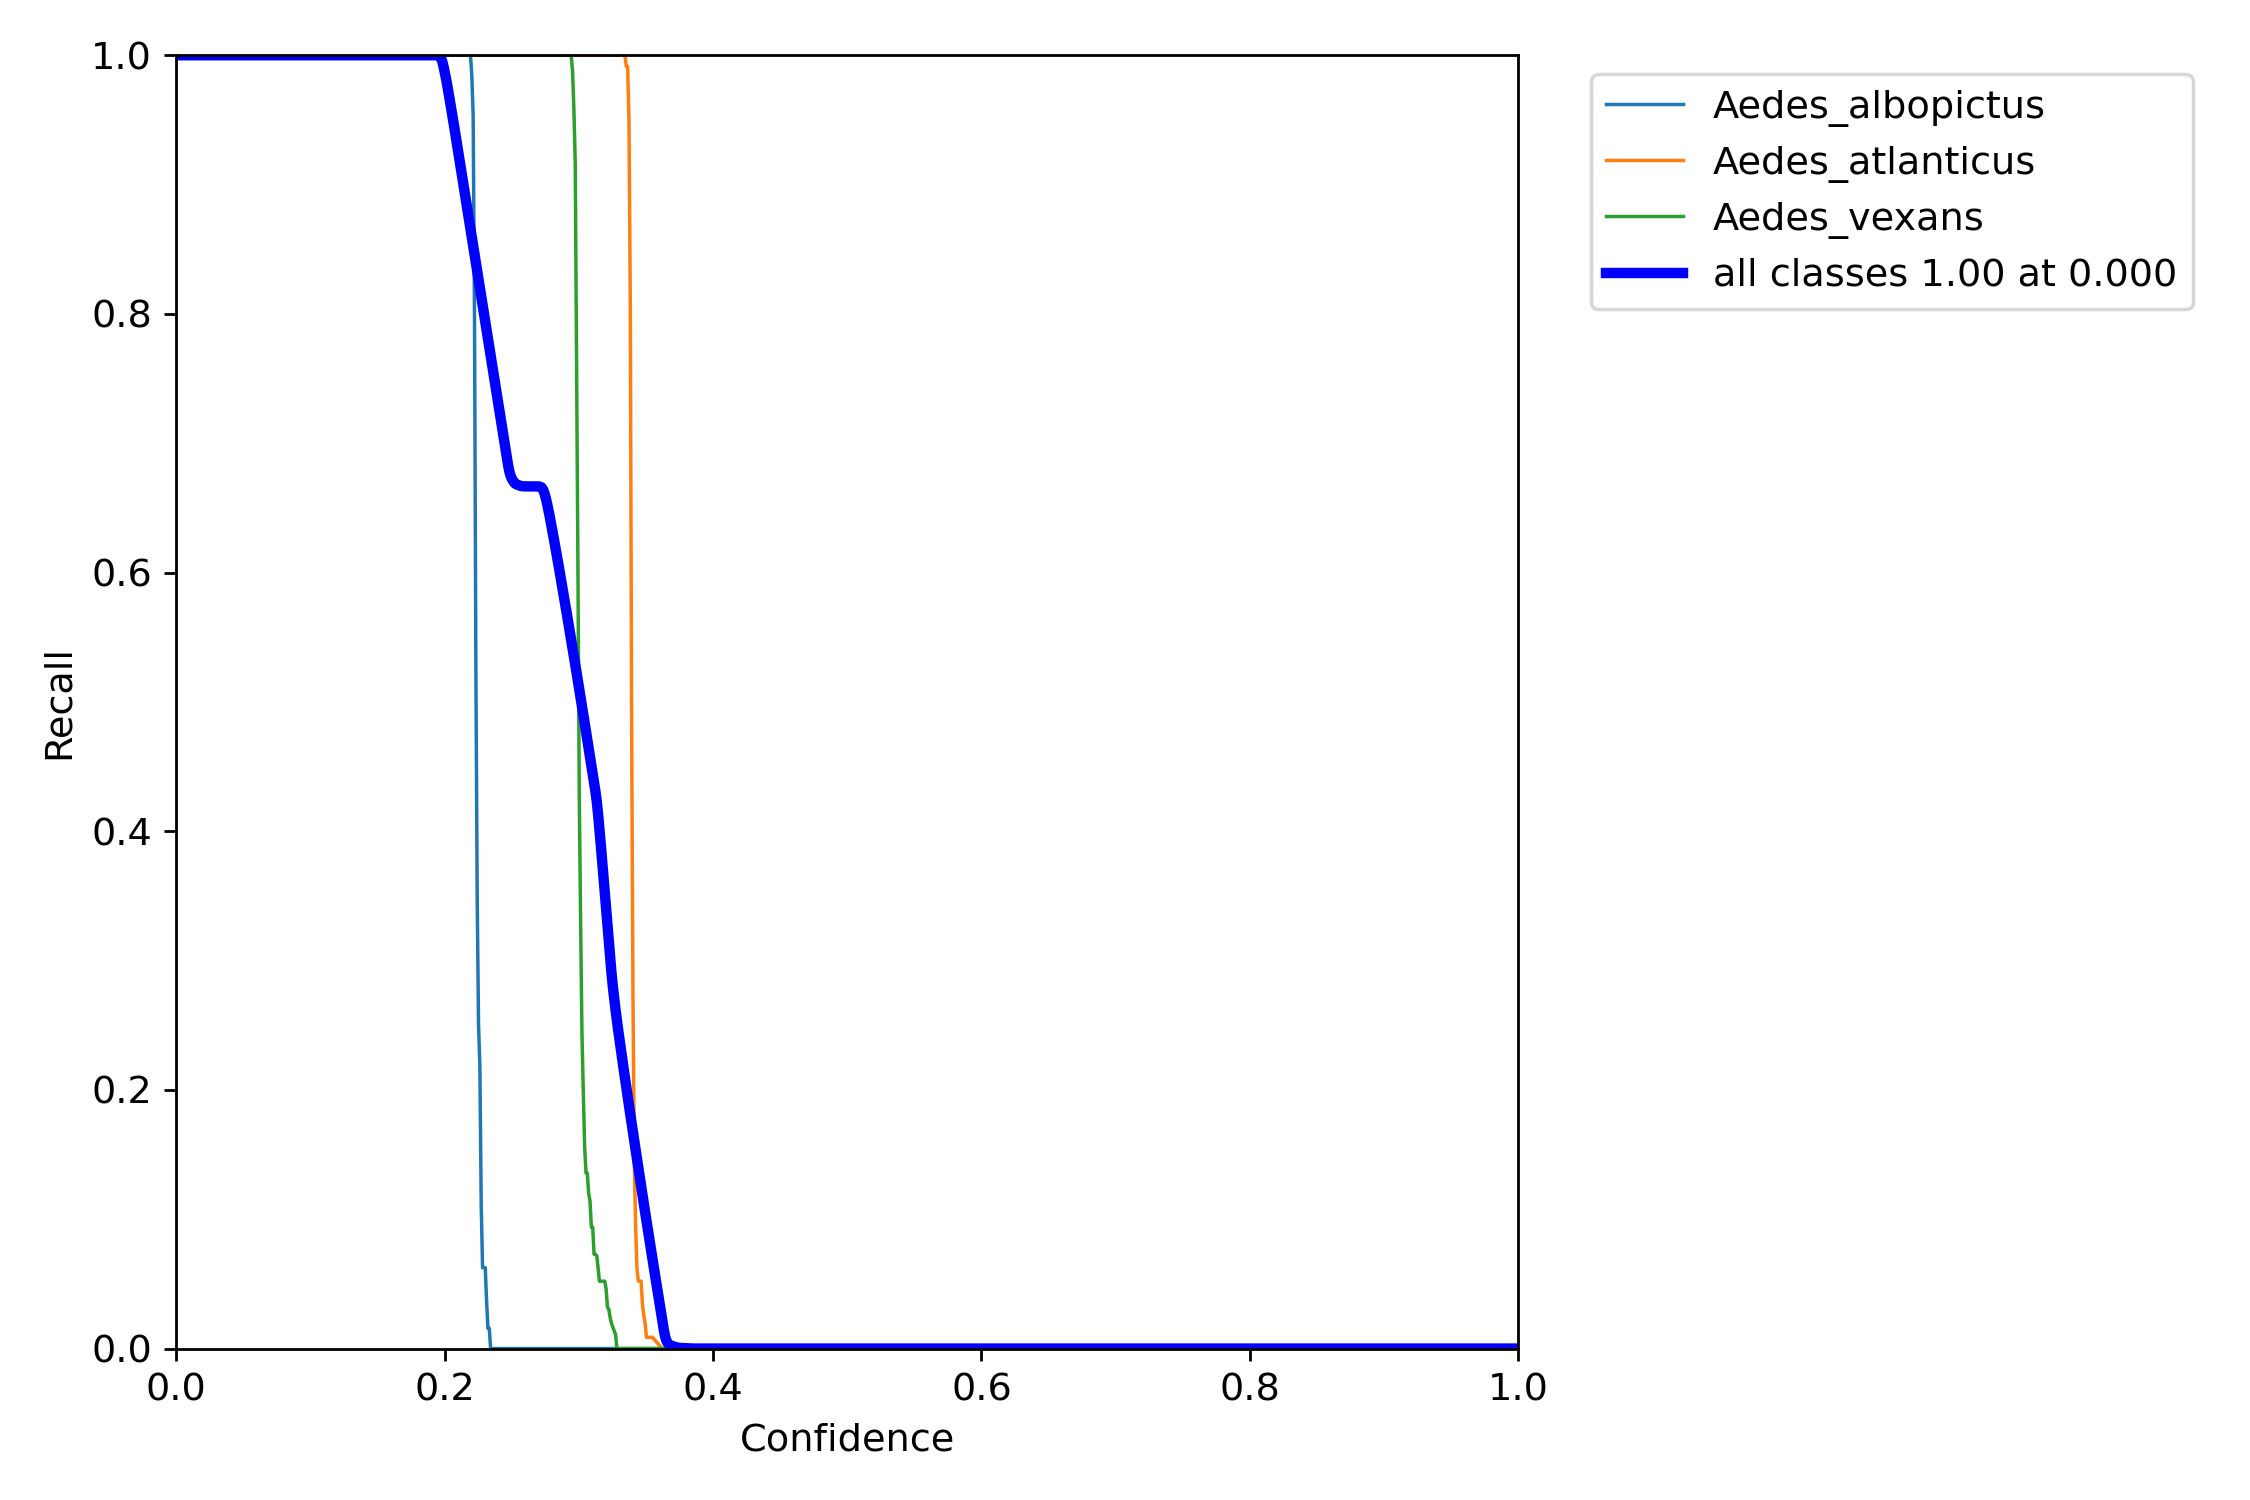 1.0
0.8
0.6
0.4
0.2
0.0
Recall
0.0 0.2 0.4 0.6 0.8 1.0
Confidence
Aedes_albopictus
Aedes_atlanticus
Aedes_vexans
all classes 1.00 at 0.000